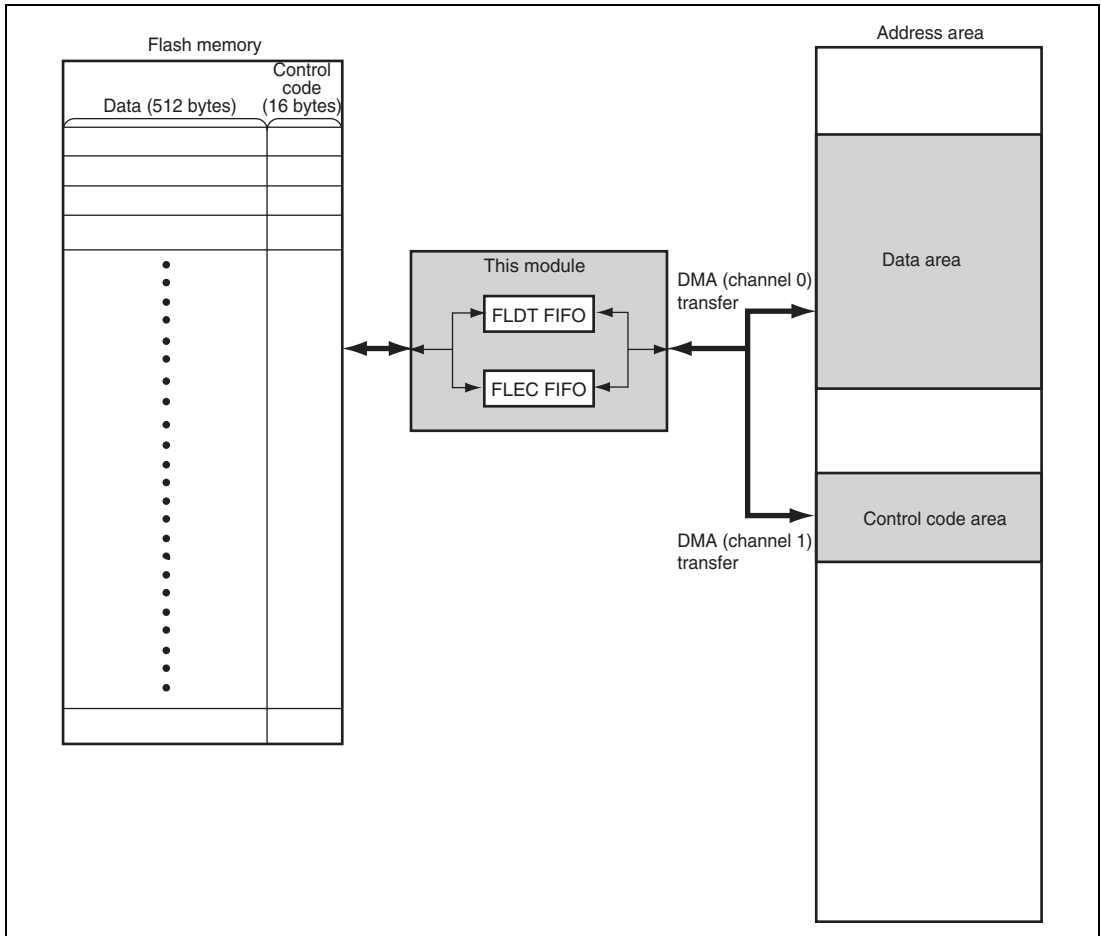 Flash memory
Control
code
(16 bytes)
Data (512 bytes)
This module
FLDT FIFO
FLEC FIFO
DMA (channel 0)
transfer
DMA (channel 1)
transfer
Address area
Data area
Control code area